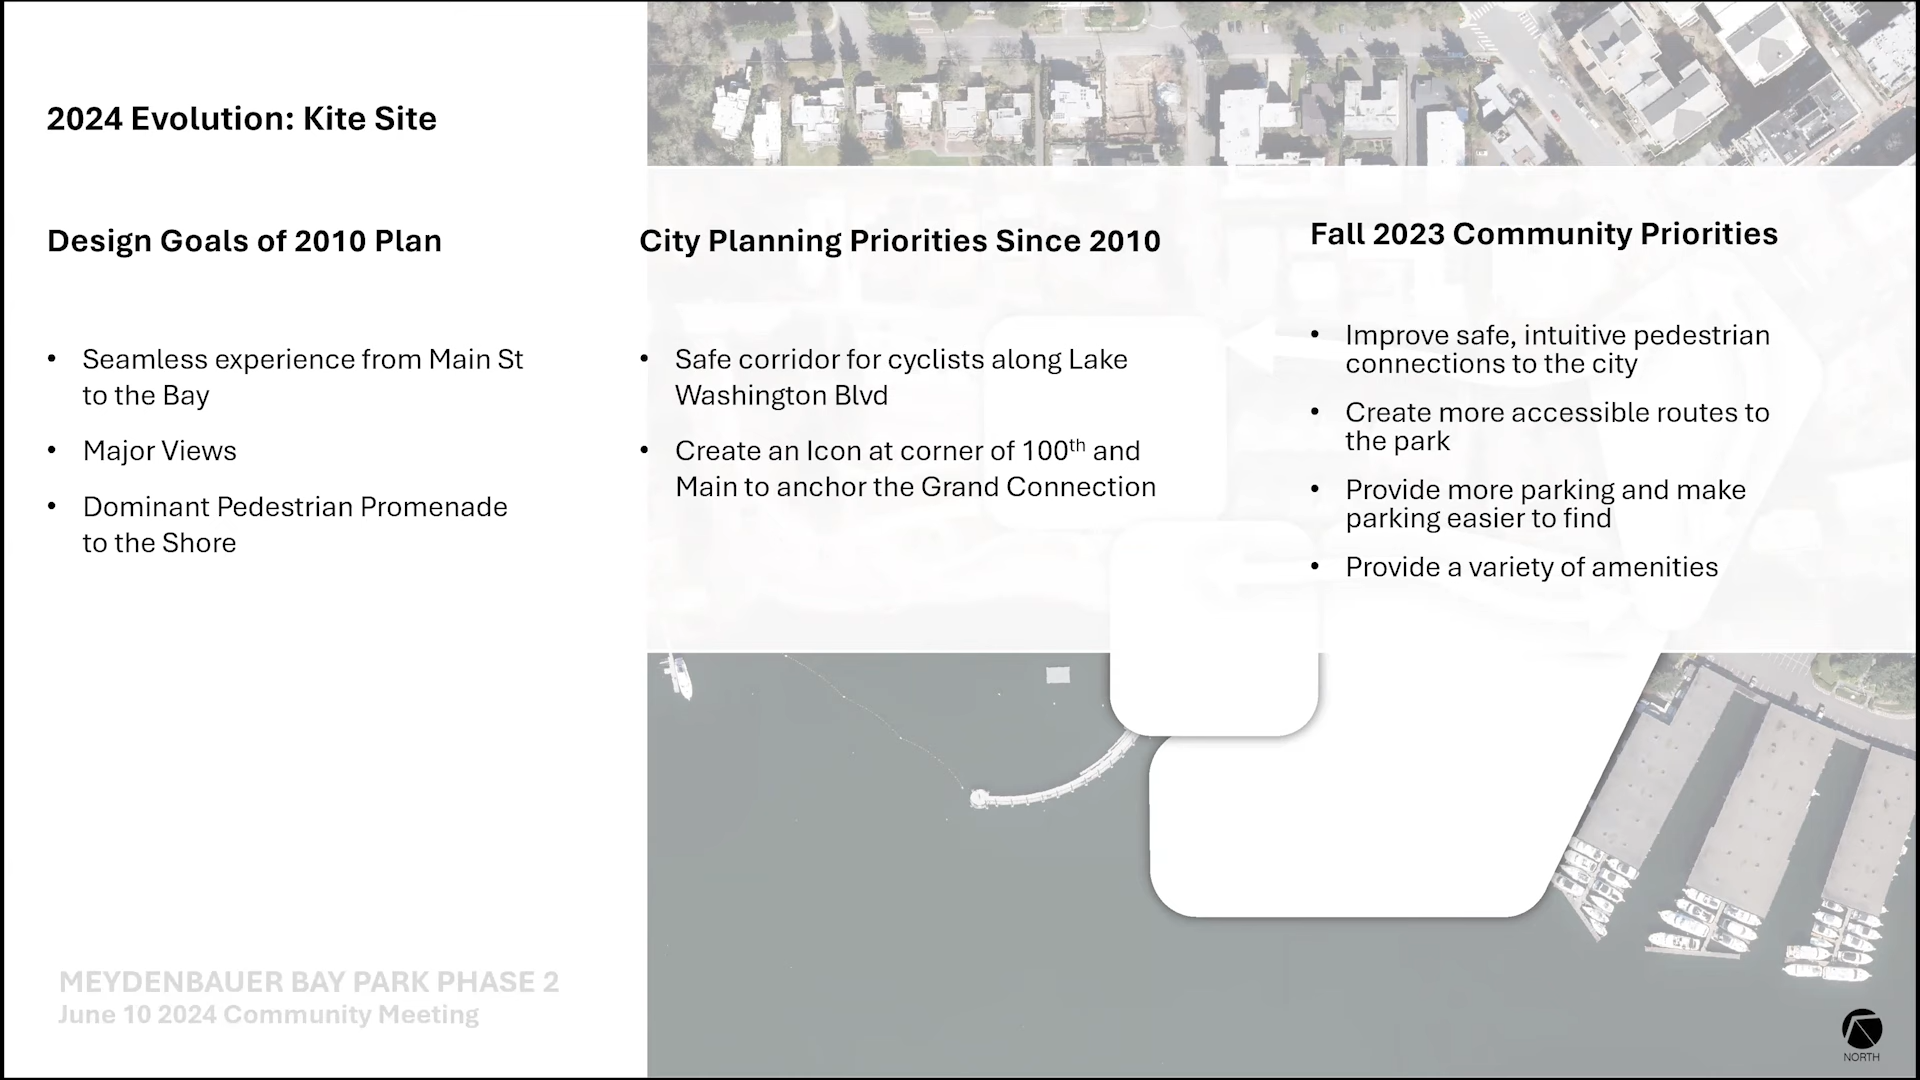 2024 Evolution: Kite Site
Design Goals of 2010 Plan
• Seamless experience from Main St
to the Bay
• Major Views
• Dominant Pedestrian Promenade
to the Shore
City Planning Priorities Since 2010
• Safe corridor for cyclists along Lake
Washington Blvd
• Create an Icon at corner of 100th and
Main to anchor the Grand Connection
Fall 2023 Community Priorities
• Improve safe, intuitive pedestrian
connections to the city
• Create more accessible routes to
the park
• Provide more parking and make
parking easier to find
• Provide a variety of amenities
MEYDENBAUER BAY PARK PHASE 2
June 10 2024 Community Meeting
NORTH